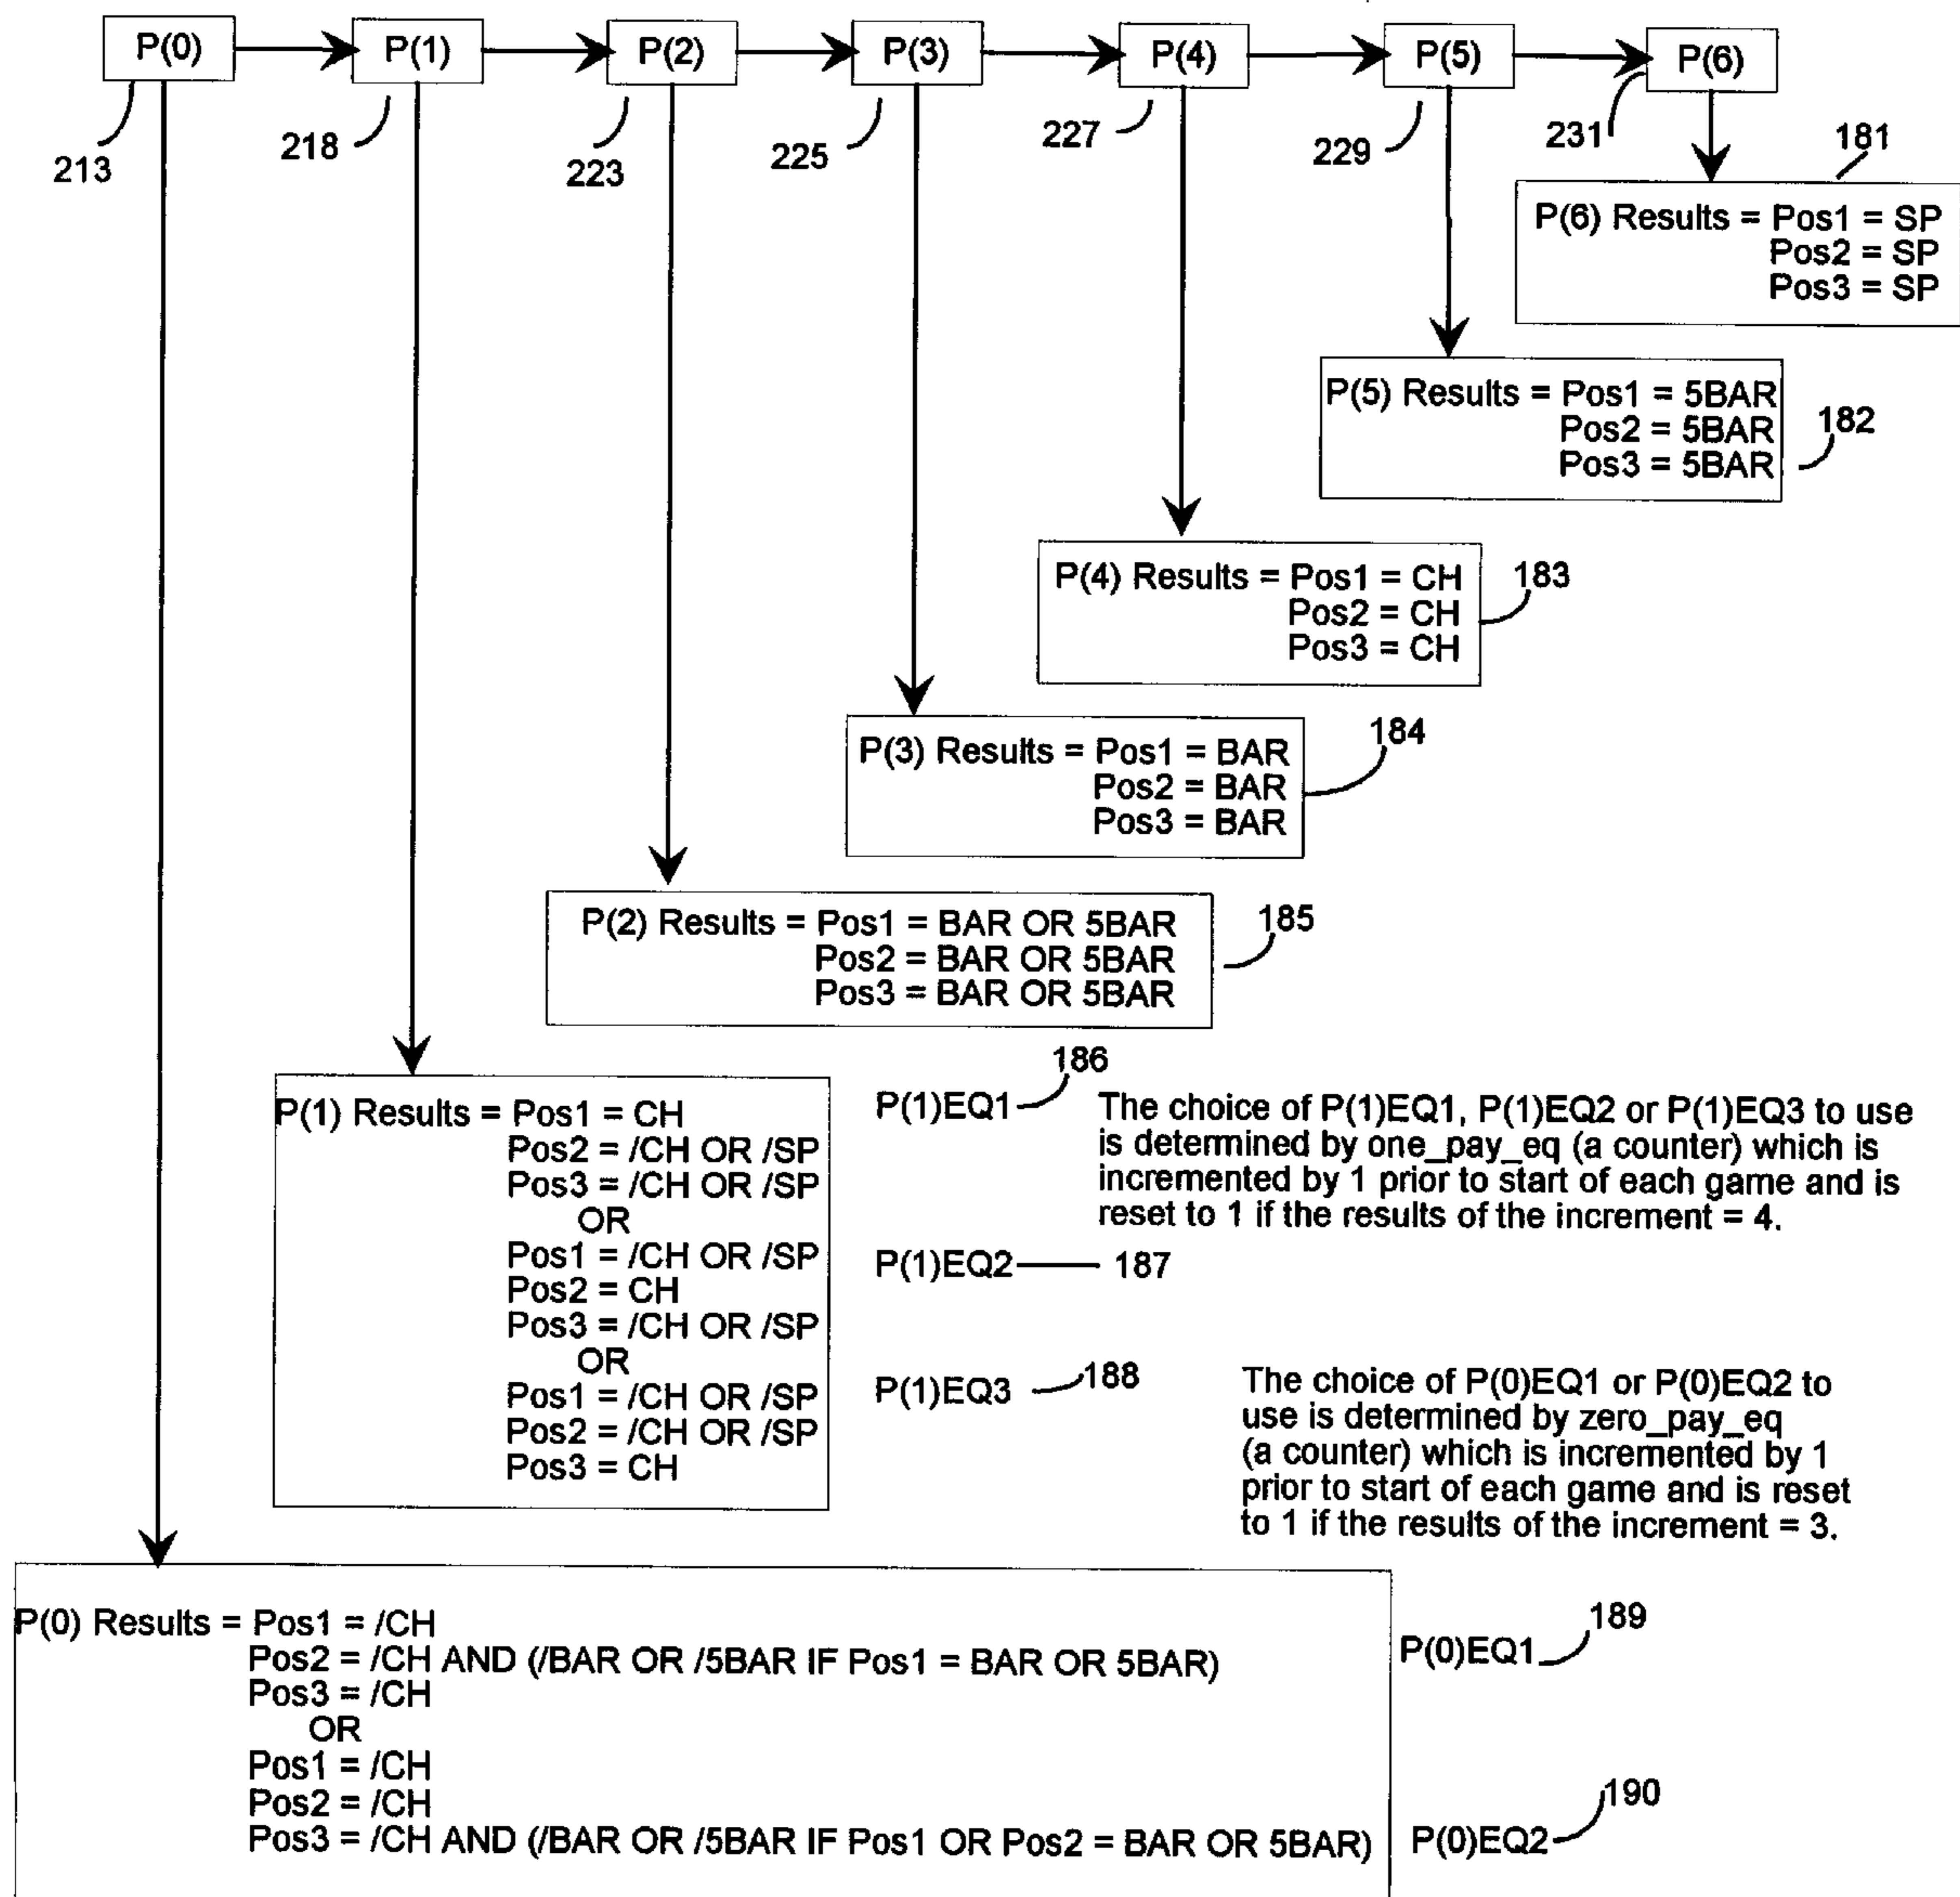 P(0)
P(1)
P(2)
P(3)
P(4)
P(5)
P(6)
213
218
223
225
227
229
231
181
P(6) Results = Pos1 = SP
Pos2 = SP
Pos3 = SP
P(5) Results = Pos1 = 5BAR
Pos2 = 5BAR
Pos3 = 5BAR
182
P(4) Results = Pos1 = CH
Pos2 = CH
Pos3 = CH
183
P(3) Results = Pos1 = BAR
Pos2 = BAR
Pos3 = BAR
184
P(2) Results = Pos1 = BAR OR 5BAR
Pos2 = BAR OR 5BAR
Pos3 = BAR OR 5BAR
185
P(1) Results = Pos1 = CH
Pos2 = /CH OR /SP
Pos3 = /CH OR /SP
OR
Pos1 = /CH OR /SP
Pos2 = CH
Pos3 = /CH OR /SP
OR
Pos1 = /CH OR /SP
Pos2 = /CH OR /SP
Pos3 = CH
P(1)EQ1
186
P(1)EQ2
187
P(1)EQ3
188
The choice of P(1)EQ1, P(1)EQ2 or P(1)EQ3 to use
is determined by one_pay_eq (a counter) which is
incremented by 1 prior to start of each game and is
reset to 1 if the results of the increment = 4.
The choice of P(0)EQ1 or P(0)EQ2 to
use is determined by zero_pay_eq
(a counter) which is incremented by 1
prior to start of each game and is reset
to 1 if the results of the increment = 3.
P(0) Results = Pos1 = /CH
Pos2 = /CH AND (/BAR OR /5BAR IF Pos1 = BAR OR 5BAR)
Pos3 = /CH
OR
Pos1 = /CH
Pos2 = /CH
Pos3 = /CH AND (/BAR OR /5BAR IF Pos1 OR Pos2 = BAR OR 5BAR)
P(0)EQ1
189
P(0)EQ2
190